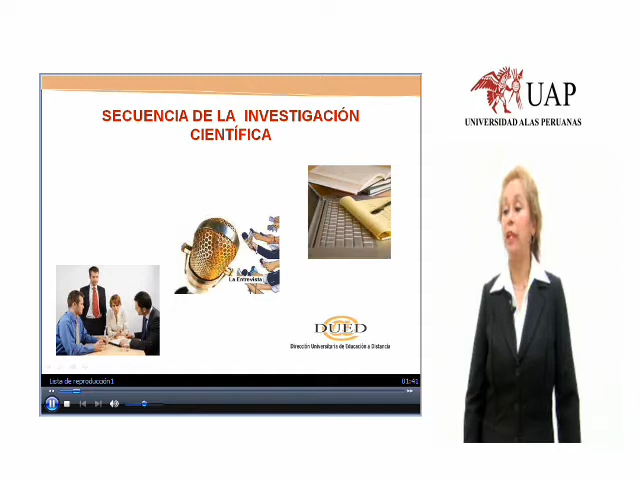 SECUENCIA DE LA INVESTIGACIÓN
CIENTÍFICA
La Entrevista
DUED
Dirección Universitaria de Educación a Distancia
Lista de reproducción1
01:41
UAP
UNIVERSIDAD ALAS PERUANAS